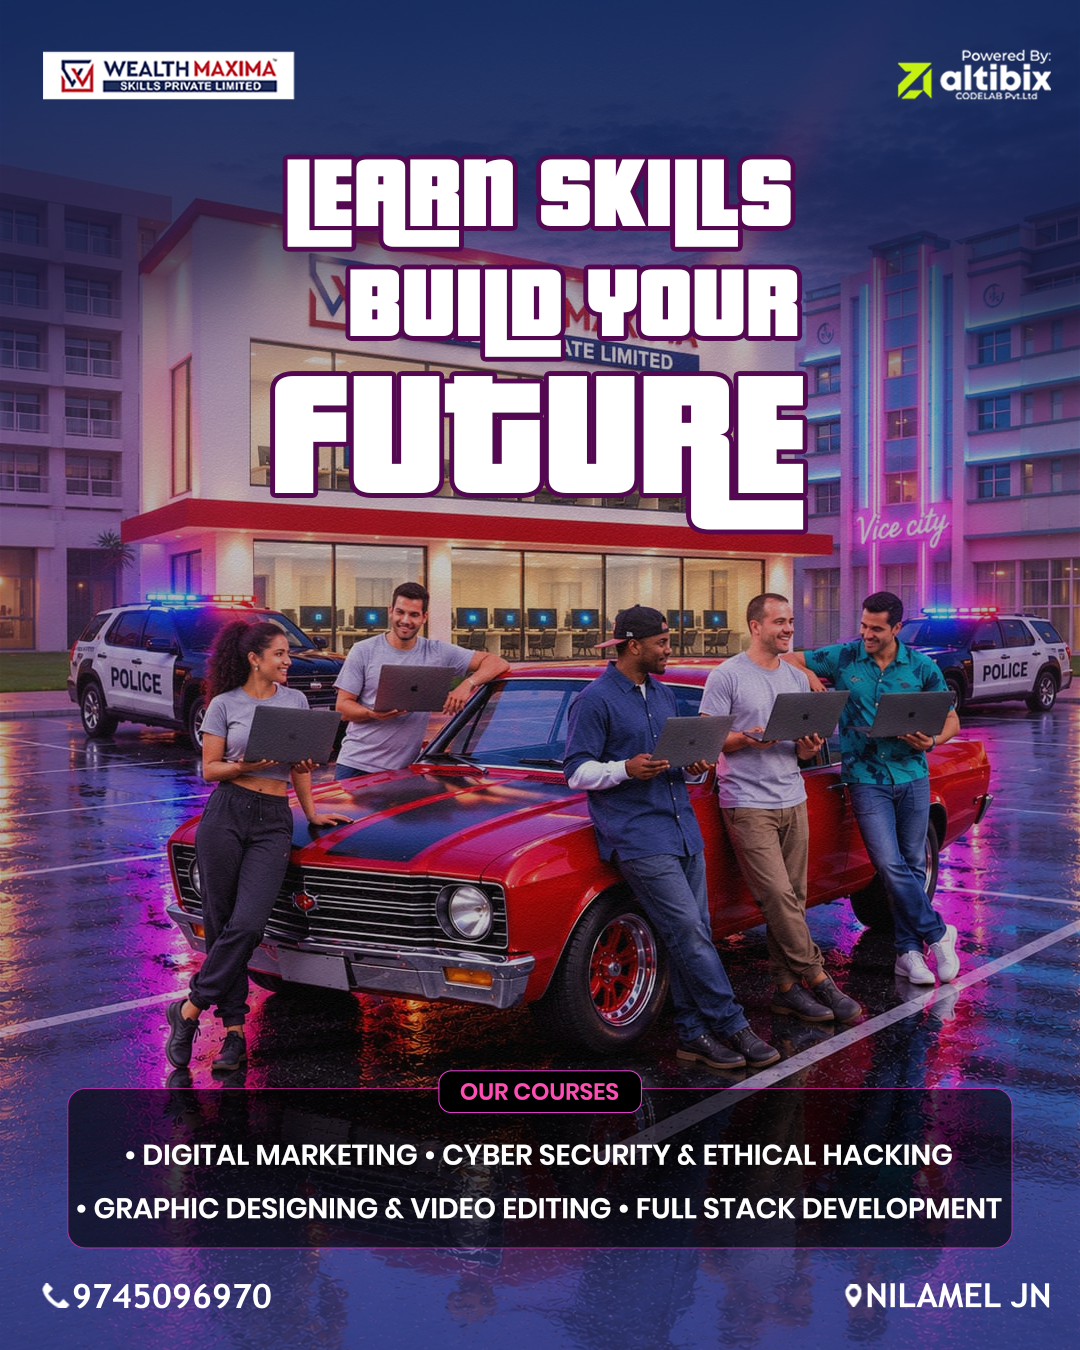 WEALTH MAXIMA
SKILLS PRIVATE LIMITED
Powered By:
altibix
CODELAB Pvt.Ltd
LEARN SKILLS
BUILD YOUR
FUTURE
ATE LIMITED
Vice city
POLICE
POLICE
OUR COURSES
• DIGITAL MARKETING • CYBER SECURITY & ETHICAL HACKING
• GRAPHIC DESIGNING & VIDEO EDITING • FULL STACK DEVELOPMENT
9745096970
NILAMEL JN